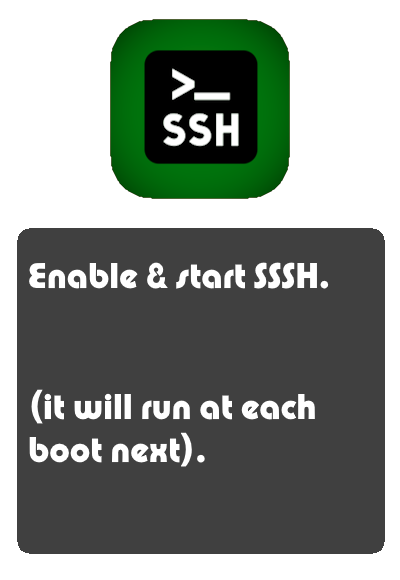 >_
SSH
Enable & start SSSH.
(it will run at each
boot next).